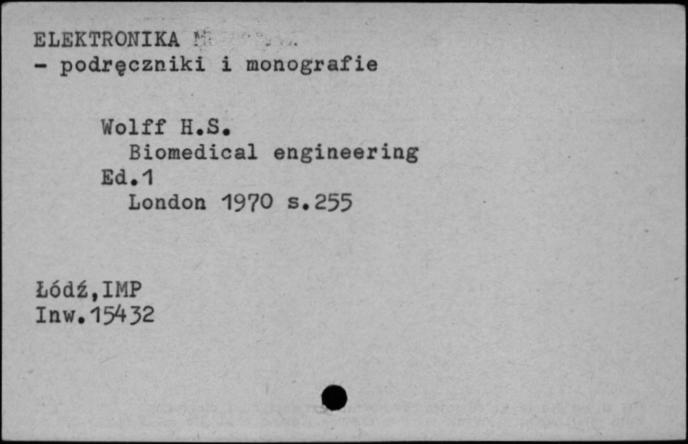 ELEKTRONIKA
- podręczniki i monografie
Wolff H.S.
Biomedical engineering
Ed.1
London 1970 s.255
Łódź,IMP
Inw.15432